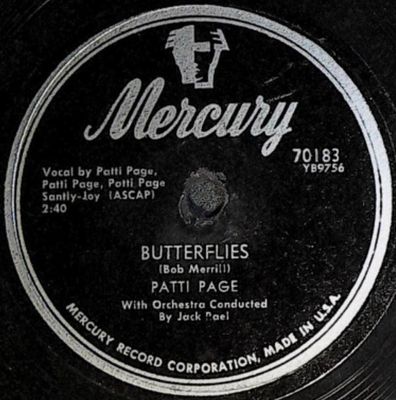 Mercury
70183
YB9756
Vocal by Patti Page,
Patti Page, Patti Page
Santly-Joy (ASCAP)
2:40
BUTTERFLIES
(Bob Merrill)
PATTI PAGE
With Orchestra Conducted
By Jack Rael
MERCURY RECORD CORPORATION, MADE IN U.S.A.